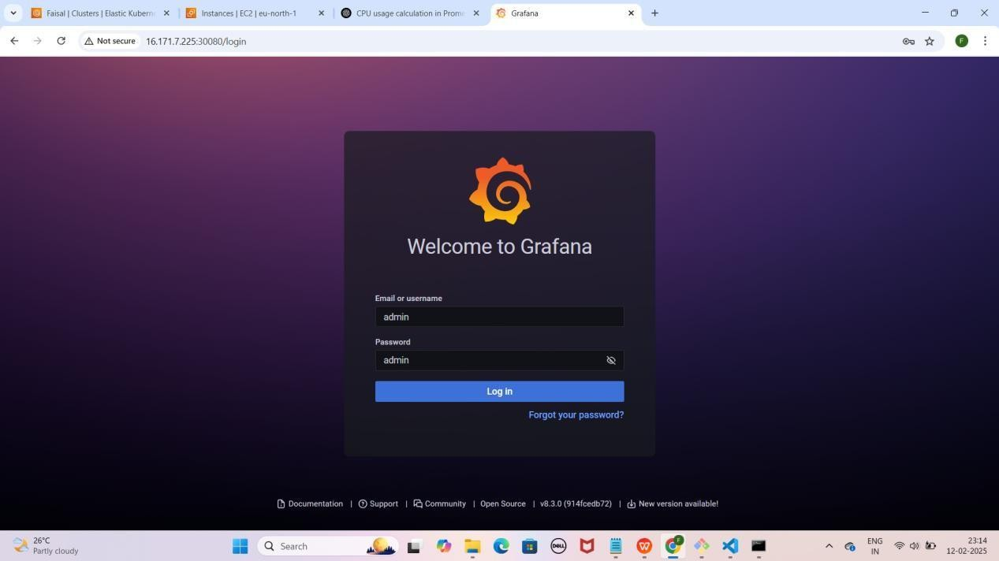 Faisal | Clusters | Elastic Kuberne
Instances | EC2 | eu-north-1
CPU usage calculation in Prome
Grafana
Not secure
16.171.7.225:30080/login
F
Welcome to Grafana
Email or username
admin
Password
admin
Log in
Forgot your password?
Documentation | Support | Community | Open Source | v8.3.0 (914fcedb72) | New version available!
26°C
Partly cloudy
Search
DELL
F
ENG
IN
23:14
12-02-2025